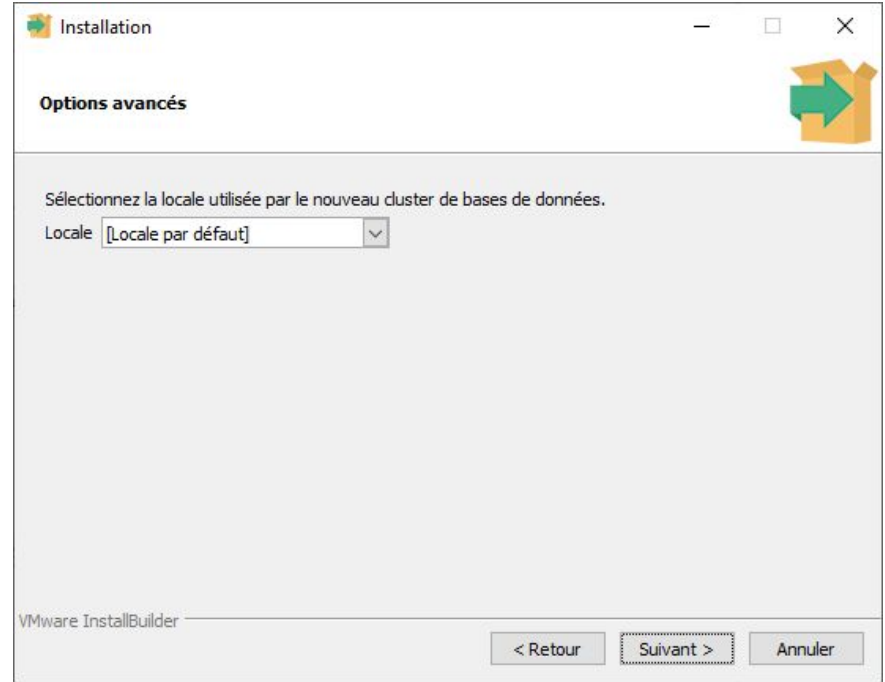 Installation
Options avancés
Sélectionnez la locale utilisée par le nouveau cluster de bases de données.
Locale [Locale par défaut]
VMware InstallBuilder
< Retour Suivant > Annuler